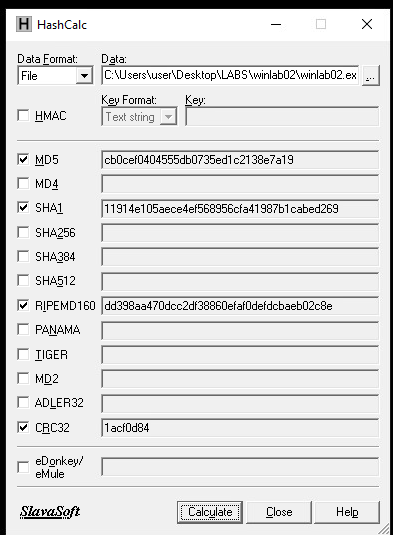 HashCalc
Data Format: Data:
File C:\Users\user\Desktop\LABS\winlab02\winlab02.ex ...
Key Format: Key:
HMAC Text string
MD5 cb0cef0404555db0735ed1c2138e7a19
MD4
SHA1 11914e105aece4ef568956cfa41987b1cabed269
SHA256
SHA384
SHA512
RIPEMD160 dd398aa470dcc2df38860efaf0defdcbaeb02c8e
PANAMA
TIGER
MD2
ADLER32
CRC32 1acf0d84
eDonkey/
eMule
SlavaSoft Calculate Close Help